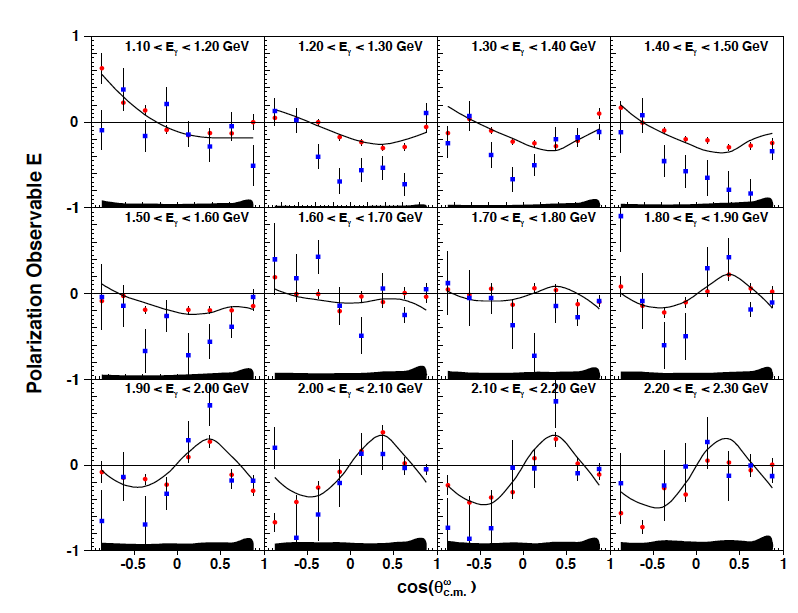 Polarization Observable E
1
1.10 < Eγ < 1.20 GeV
1.20 < Eγ < 1.30 GeV
1.30 < Eγ < 1.40 GeV
1.40 < Eγ < 1.50 GeV
0
-1
1.50 < Eγ < 1.60 GeV
1.60 < Eγ < 1.70 GeV
1.70 < Eγ < 1.80 GeV
1.80 < Eγ < 1.90 GeV
0
-1
1.90 < Eγ < 2.00 GeV
2.00 < Eγ < 2.10 GeV
2.10 < Eγ < 2.20 GeV
2.20 < Eγ < 2.30 GeV
0
-1
-0.5 0 0.5 -0.5 0 0.5 -0.5 0 0.5 1 -0.5 0 0.5 1
cos(θωc.m.)